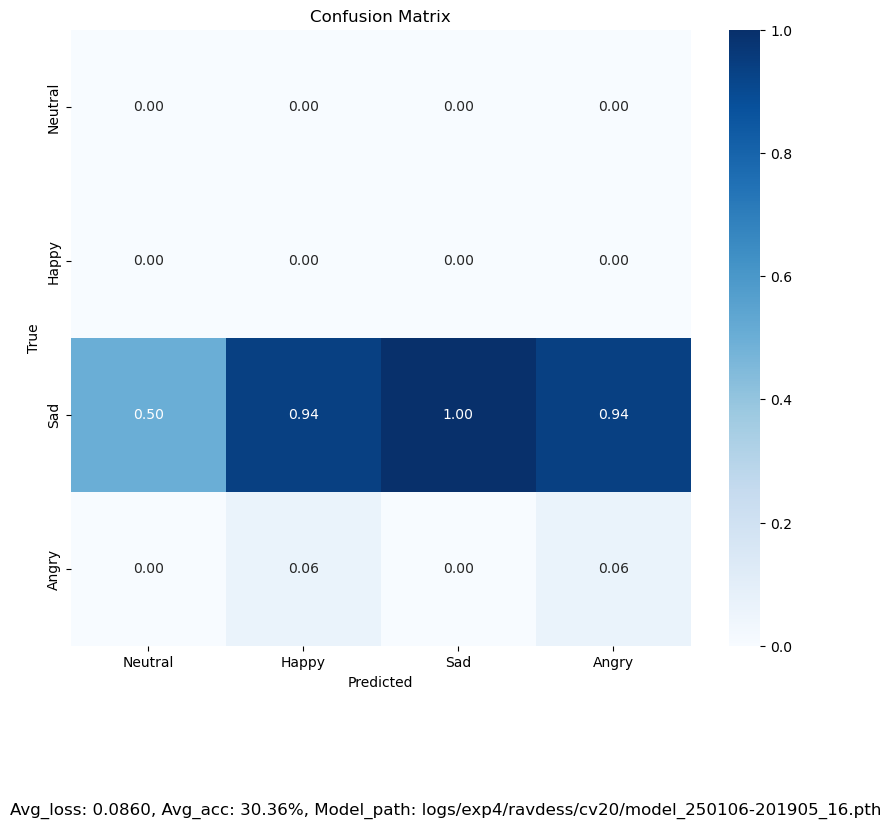 Confusion Matrix
1.0
Neutral 0.00 0.00 0.00 0.00
0.8
Happy 0.00 0.00 0.00 0.00
0.6
True
Sad 0.50 0.94 1.00 0.94
0.4
0.2
Angry 0.00 0.06 0.00 0.06
0.0
Neutral Happy Sad Angry
Predicted
Avg_loss: 0.0860, Avg_acc: 30.36%, Model_path: logs/exp4/ravdess/cv20/model_250106-201905_16.pth